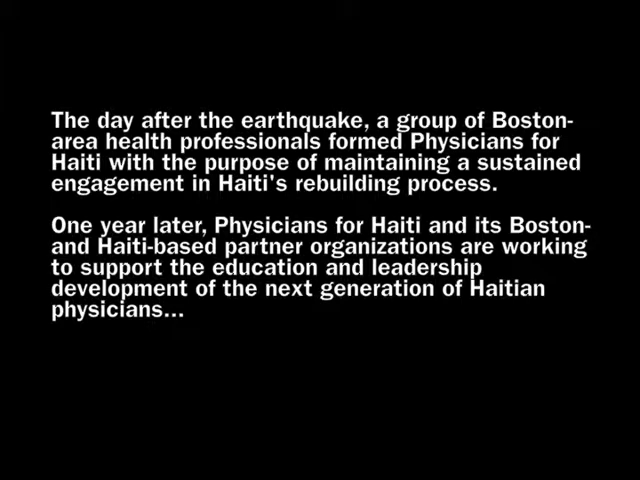 The day after the earthquake, a group of Boston-
area health professionals formed Physicians for
Haiti with the purpose of maintaining a sustained
engagement in Haiti's rebuilding process.
One year later, Physicians for Haiti and its Boston-
and Haiti-based partner organizations are working
to support the education and leadership
development of the next generation of Haitian
physicians...